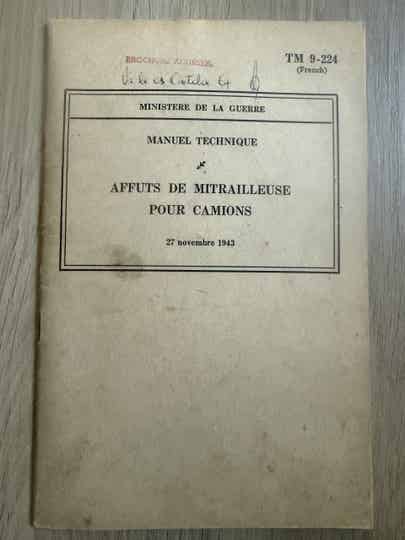 TM 9-224
(French)
MINISTERE DE LA GUERRE
MANUEL TECHNIQUE
AFFUTS DE MITRAILLEUSE
POUR CAMIONS
27 novembre 1943